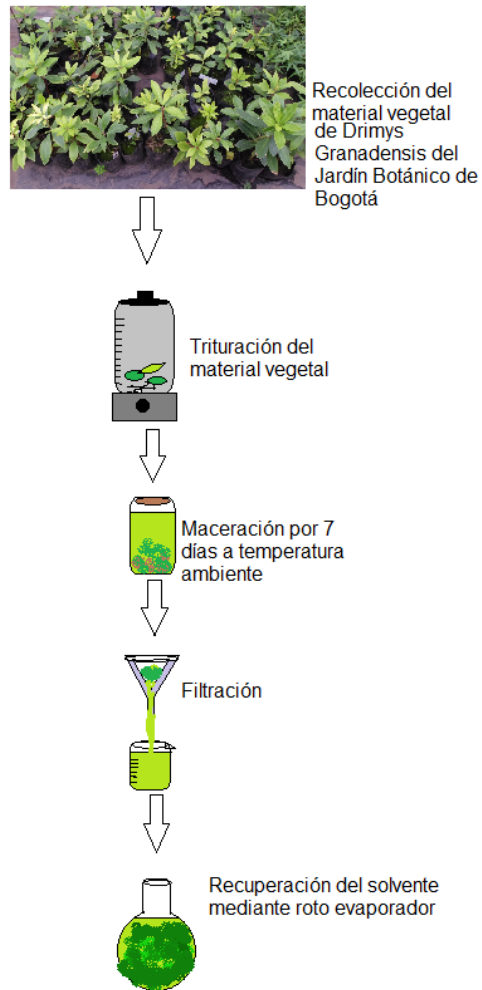 Recolección del
material vegetal
de Drimys
Granadensis del
Jardín Botánico de
Bogotá
Trituración del
material vegetal
Maceración por 7
días a temperatura
ambiente
Filtración
Recuperación del solvente
mediante roto evaporador